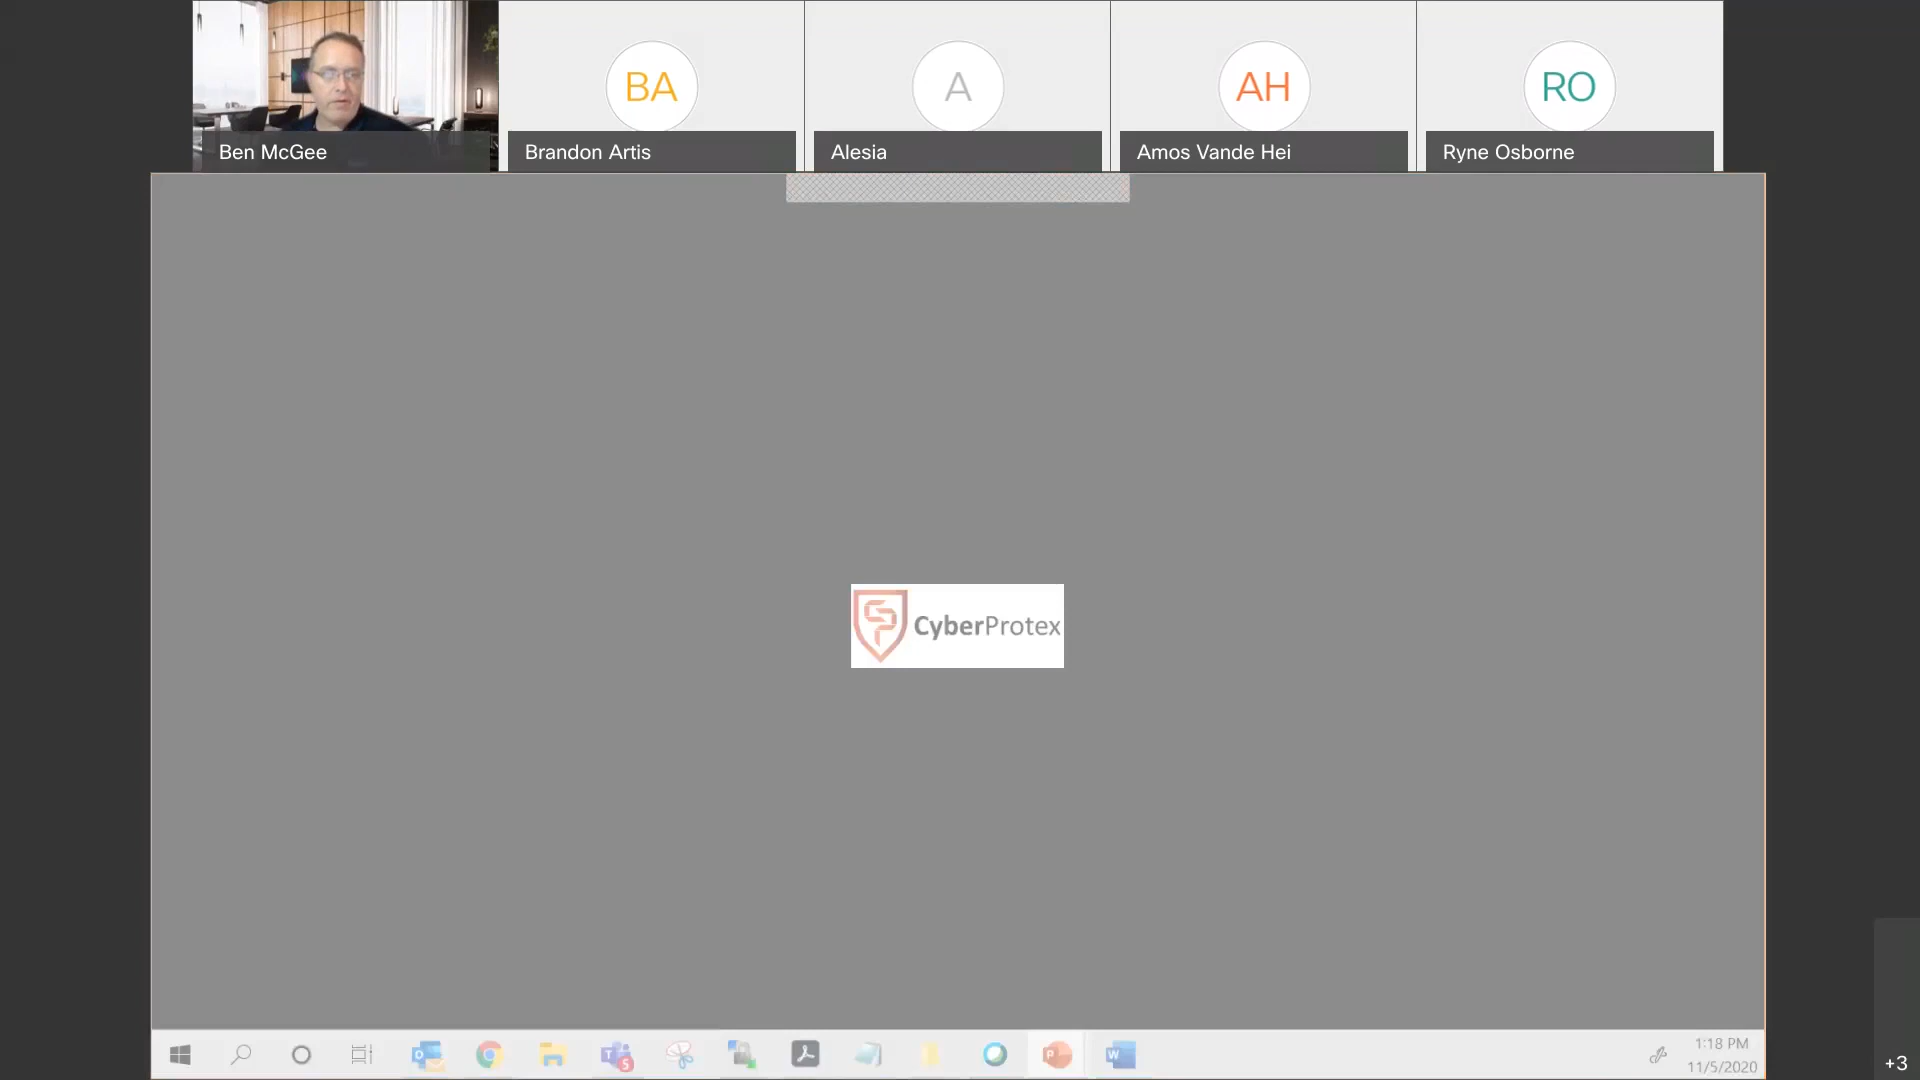 Ben McGee
BA
Brandon Artis
A
Alesia
AH
Amos Vande Hei
RO
Ryne Osborne
CyberProtex
1:18 PM
11/5/2020
+3